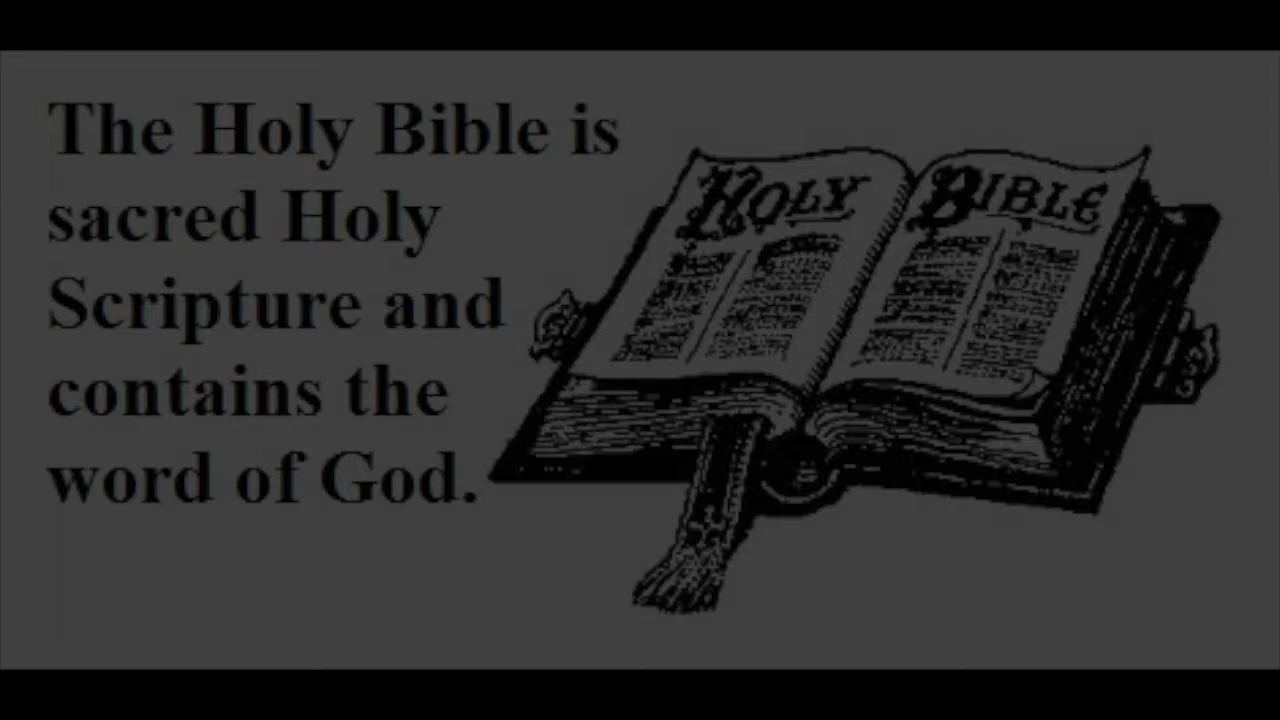 The Holy Bible is
sacred Holy
Scripture and
contains the
word of God.
HOLY BIBLE